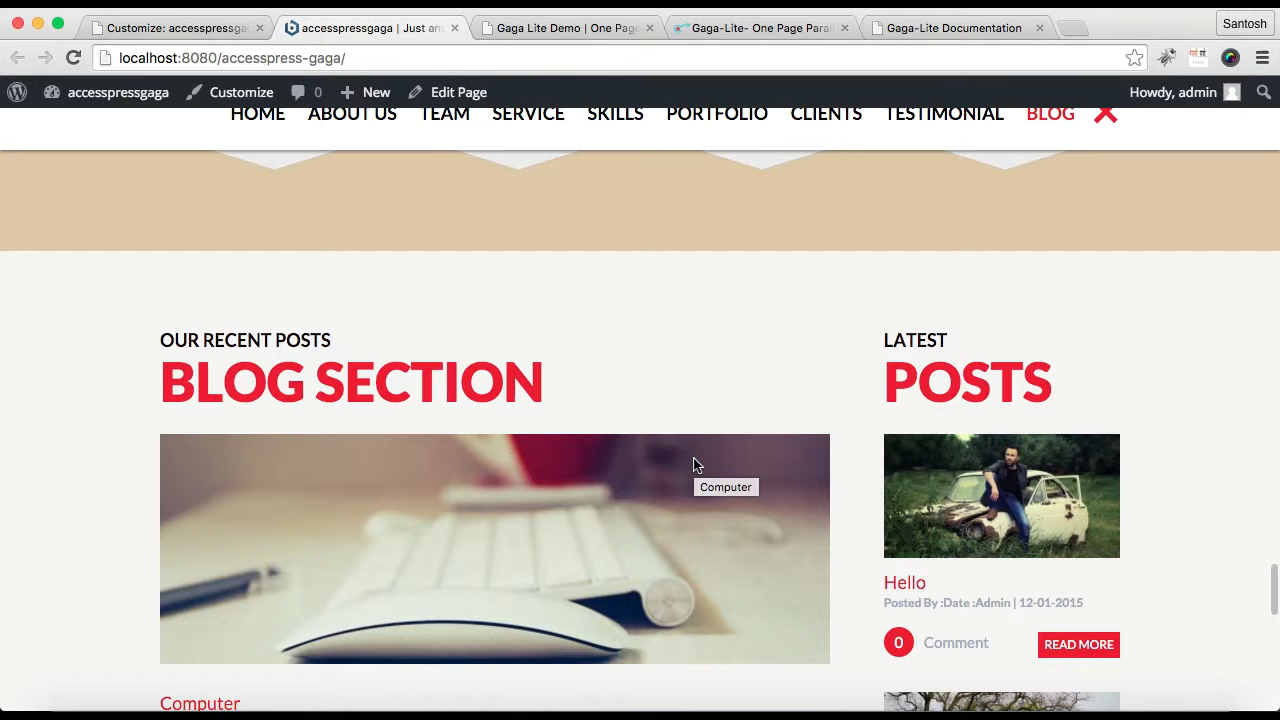 Customize: accesspressgag
accesspressgaga | Just an
Gaga Lite Demo | One Page
Gaga-Lite- One Page Paral
Gaga-Lite Documentation
Santosh
localhost:8080/accesspress-gaga/
accesspressgaga
Customize
0
New
Edit Page
Howdy, admin
HOME ABOUT US TEAM SERVICE SKILLS PORTFOLIO CLIENTS TESTIMONIAL BLOG
OUR RECENT POSTS
BLOG SECTION
Computer
Computer
LATEST
POSTS
Hello
Posted By :Date :Admin | 12-01-2015
0 Comment
READ MORE